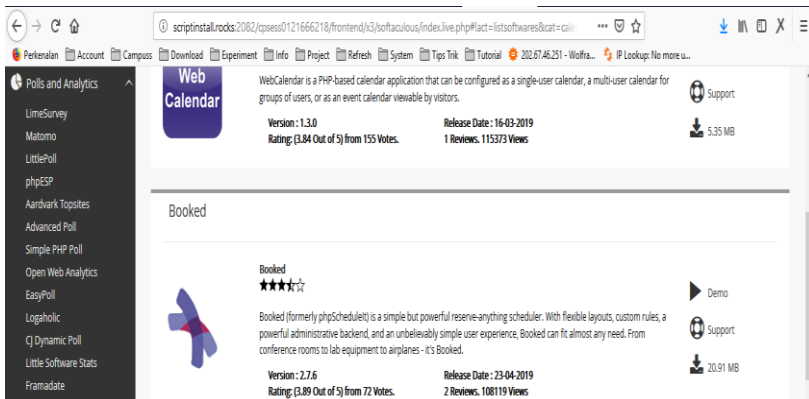 scriptinstall.rocks:2082/cpsess0121666218/frontend/x3/softaculous/index.live.php#!act=listsoftwares&cat=cale
Perkenalan Account Campuss Download Experiment Info Project Refresh System Tips Trik Tutorial 202.67.46.251 - Wolfra... IP Lookup: No more u...
Polls and Analytics
LimeSurvey
Matomo
LittlePoll
phpESP
Aardvark Topsites
Advanced Poll
Simple PHP Poll
Open Web Analytics
EasyPoll
Logaholic
CJ Dynamic Poll
Little Software Stats
Framadate
Web
Calendar
WebCalendar is a PHP-based calendar application that can be configured as a single-user calendar, a multi-user calendar for
groups of users, or as an event calendar viewable by visitors.
Version : 1.3.0 Release Date : 16-03-2019
Rating: (3.84 Out of 5) from 155 Votes. 1 Reviews. 115373 Views
Support
5.35 MB
Booked
Booked
Booked (formerly phpScheduleIt) is a simple but powerful reserve-anything scheduler. With flexible layouts, custom rules, a
powerful administrative backend, and an unbelievably simple user experience, Booked can fit almost any need. From
conference rooms to lab equipment to airplanes - it's Booked.
Version : 2.7.6 Release Date : 23-04-2019
Rating: (3.89 Out of 5) from 72 Votes. 2 Reviews. 108119 Views
Demo
Support
20.91 MB